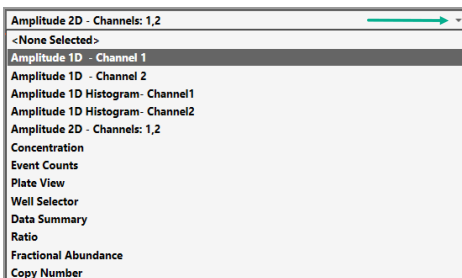 Amplitude 2D - Channels: 1,2
<None Selected>
Amplitude 1D - Channel 1
Amplitude 1D - Channel 2
Amplitude 1D Histogram- Channel1
Amplitude 1D Histogram- Channel2
Amplitude 2D - Channels: 1,2
Concentration
Event Counts
Plate View
Well Selector
Data Summary
Ratio
Fractional Abundance
Copy Number